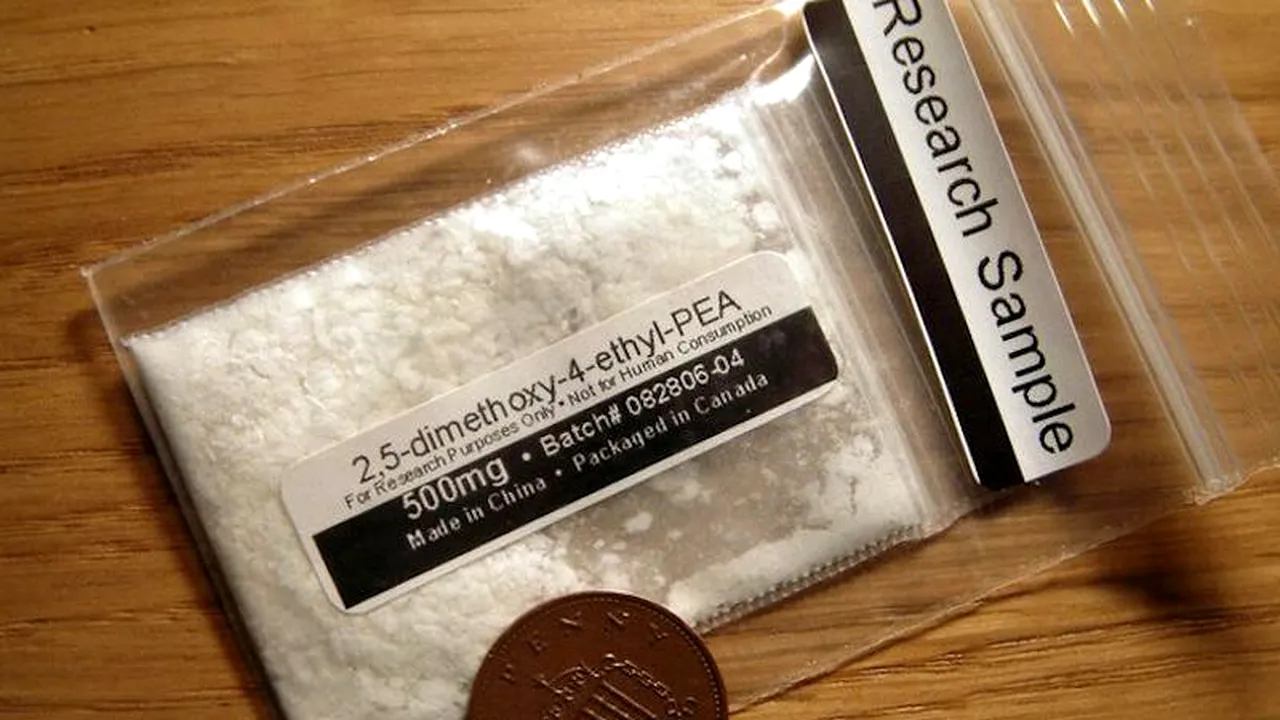 Research Sample
2,5-dimethoxy-4-ethyl-PEA
For Research Purposes Only • Not for Human Consumption
500mg • Batch# 082806-04
Made in China • Packaged in Canada
PENNY